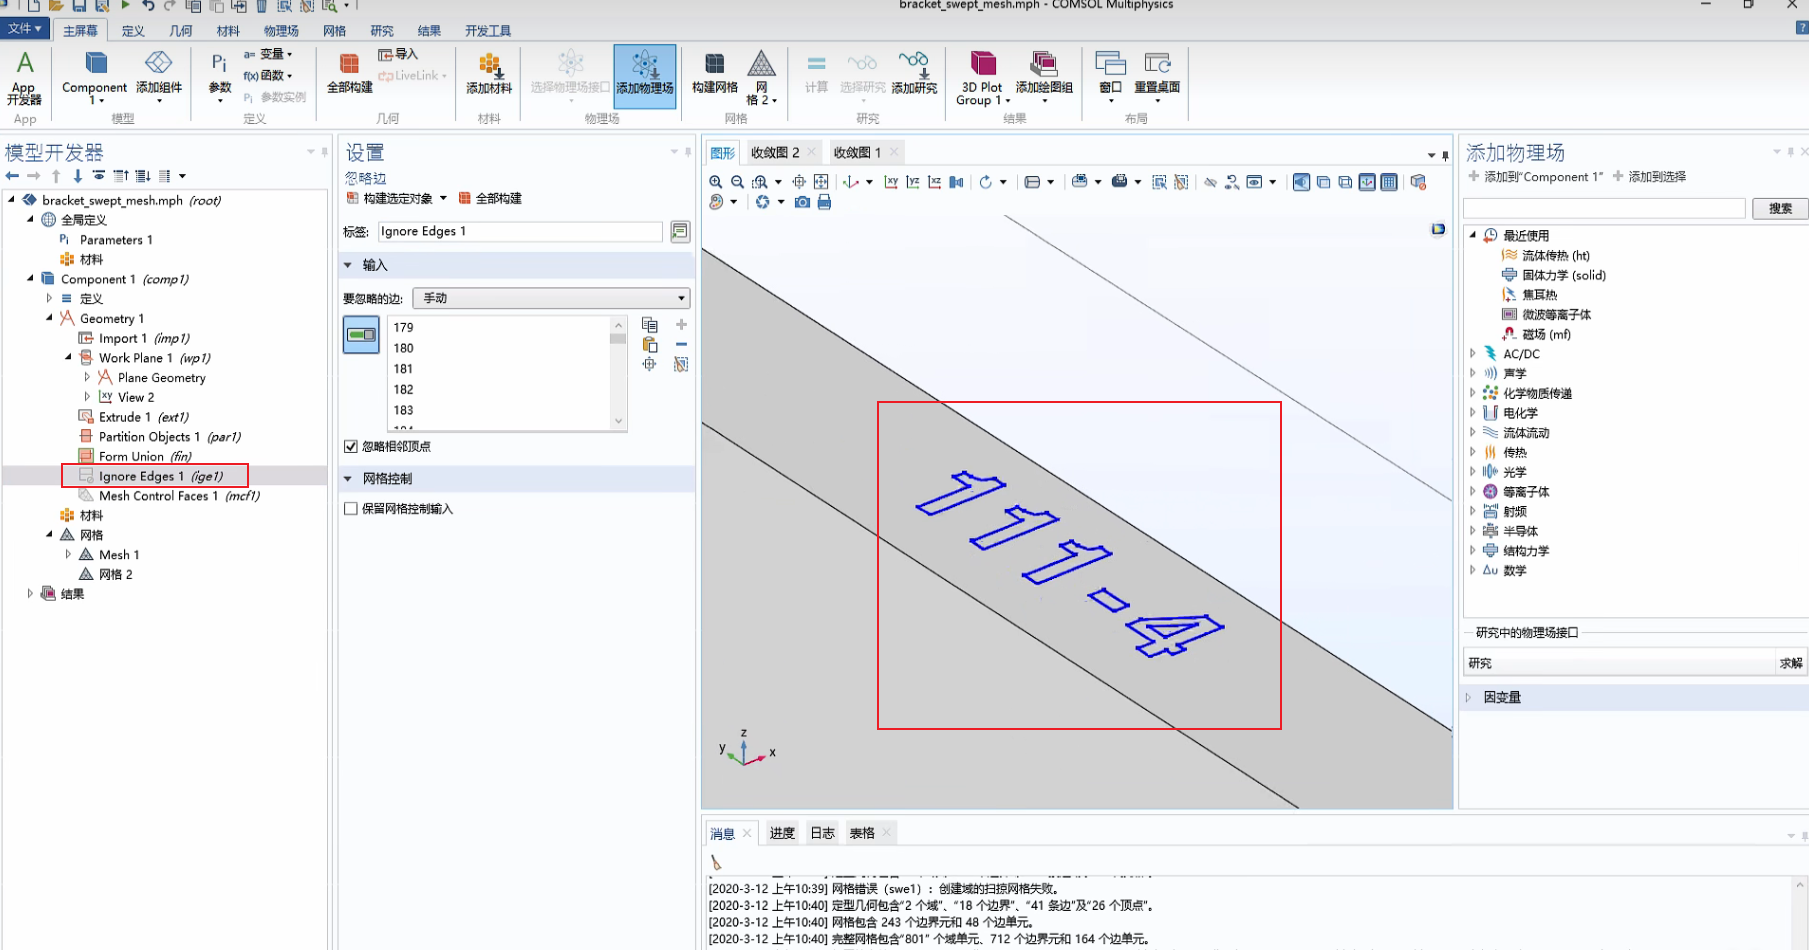 bracket_swept_mesh.mph - COMSOL Multiphysics
文件 主屏幕 定义 几何 材料 物理场 网格 研究 结果 开发工具
App 开发器
App
Component 1
添加组件
模型
参数
a= 变量
f(x) 函数
Pi 参数实例
定义
全部构建
导入
LiveLink
几何
添加材料
材料
选择物理场接口
添加物理场
物理场
构建网格
网格 2
网格
计算
选择研究
添加研究
研究
3D Plot Group 1
添加绘图组
结果
窗口
重置桌面
布局
模型开发器
bracket_swept_mesh.mph (root)
全局定义
Pi Parameters 1
材料
Component 1 (comp1)
定义
Geometry 1
Import 1 (imp1)
Work Plane 1 (wp1)
Plane Geometry
View 2
Extrude 1 (ext1)
Partition Objects 1 (par1)
Form Union (fin)
Ignore Edges 1 (ige1)
Mesh Control Faces 1 (mcf1)
材料
网格
Mesh 1
网格 2
结果
设置
忽略边
构建选定对象 全部构建
标签: Ignore Edges 1
输入
要忽略的边: 手动
179
180
181
182
183
忽略相邻顶点
网格控制
保留网格控制输入
图形 收敛图 2 收敛图 1
111-4
z
y
x
消息 进度 日志 表格
[2020-3-12 上午10:39] 网格错误（swe1）：创建域的扫掠网格失败。
[2020-3-12 上午10:40] 定型几何包含“2 个域”、“18 个边界”、“41 条边”及“26 个顶点”。
[2020-3-12 上午10:40] 网格包含 243 个边界元和 48 个边单元。
[2020-3-12 上午10:40] 完整网格包含“801” 个域单元、712 个边界元和 164 个边单元。
添加物理场
添加到“Component 1” 添加到选择
搜索
最近使用
流体传热 (ht)
固体力学 (solid)
焦耳热
微波等离子体
磁场 (mf)
AC/DC
声学
化学物质传递
电化学
流体流动
传热
光学
等离子体
射频
半导体
结构力学
Δu 数学
研究中的物理场接口
研究 求解
因变量